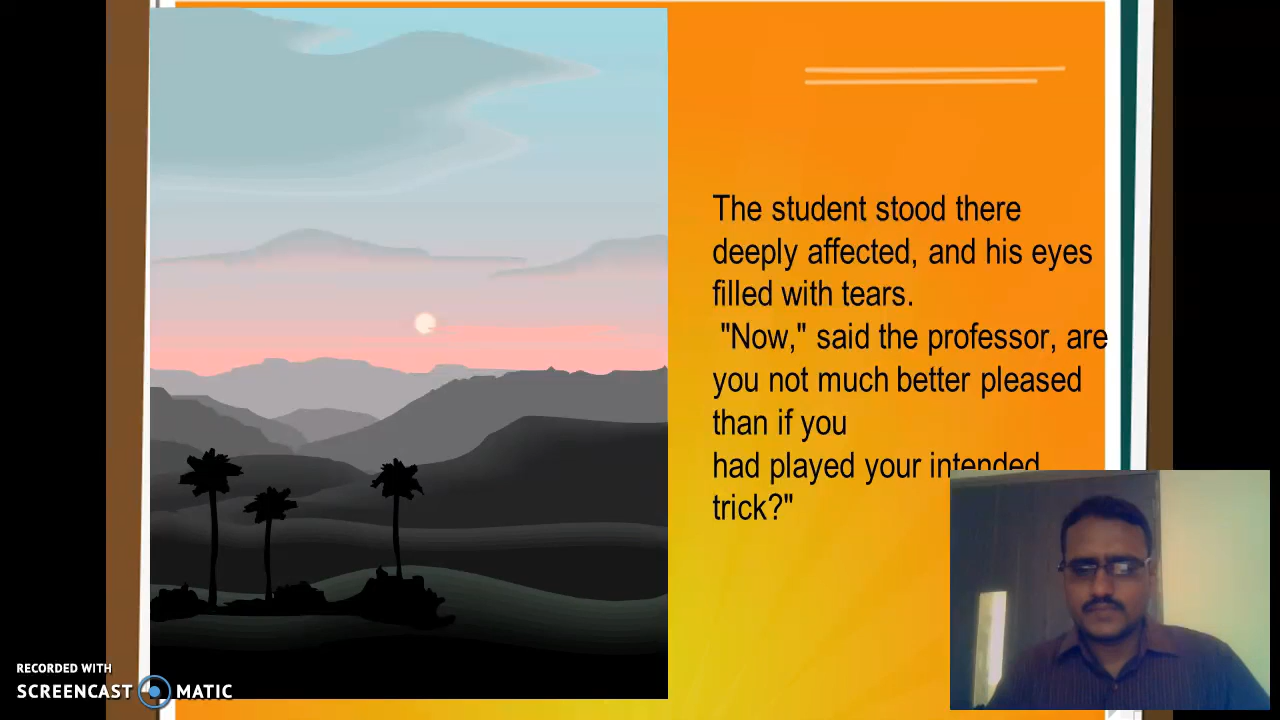 The student stood there
deeply affected, and his eyes
filled with tears.
"Now," said the professor, are
you not much better pleased
than if you
had played your intended
trick?"
RECORDED WITH
SCREENCAST MATIC